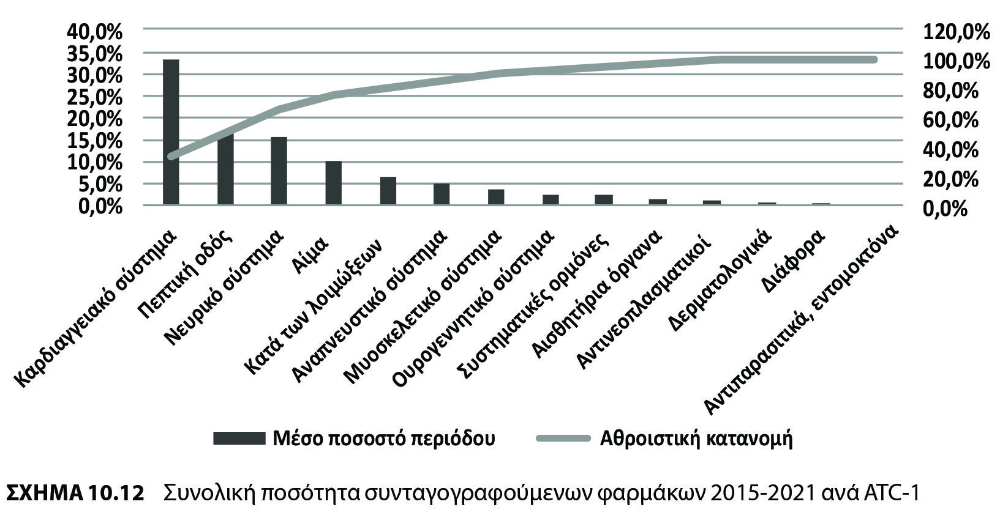 40,0%
35,0%
30,0%
25,0%
20,0%
15,0%
10,0%
5,0%
0,0%
120,0%
100,0%
80,0%
60,0%
40,0%
20,0%
0,0%
Καρδιαγγειακό σύστημα
Πεπτική οδός
Νευρικό σύστημα
Αίμα
Κατά των λοιμώξεων
Αναπνευστικό σύστημα
Μυοσκελετικό σύστημα
Ουρογεννητικό σύστημα
Συστηματικές ορμόνες
Αισθητήρια όργανα
Αντινεοπλασματικοί
Δερματολογικά
Διάφορα
Αντιπαρασιτικά, εντομοκτόνα
Μέσο ποσοστό περιόδου
Αθροιστική κατανομή
ΣΧΗΜΑ 10.12 Συνολική ποσότητα συνταγογραφούμενων φαρμάκων 2015-2021 ανά ATC-1